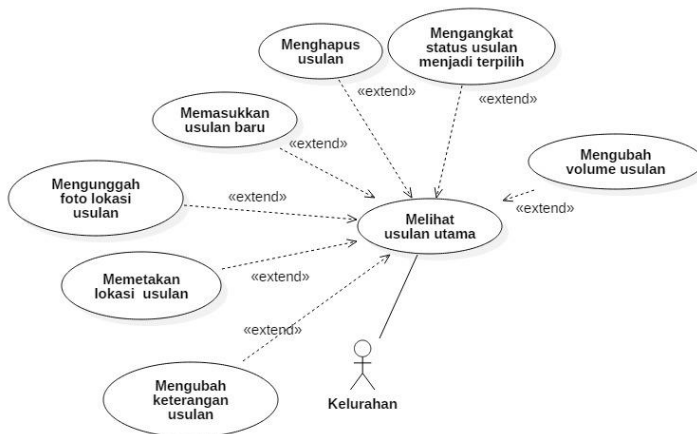 Menghapus
usulan
Mengangkat
status usulan
menjadi terpilih
«extend»
«extend»
Memasukkan
usulan baru
«extend»
Mengubah
volume usulan
«extend»
Mengunggah
foto lokasi
usulan
«extend»
Melihat
usulan utama
Memetakan
lokasi usulan
«extend»
«extend»
Mengubah
keterangan
usulan
Kelurahan